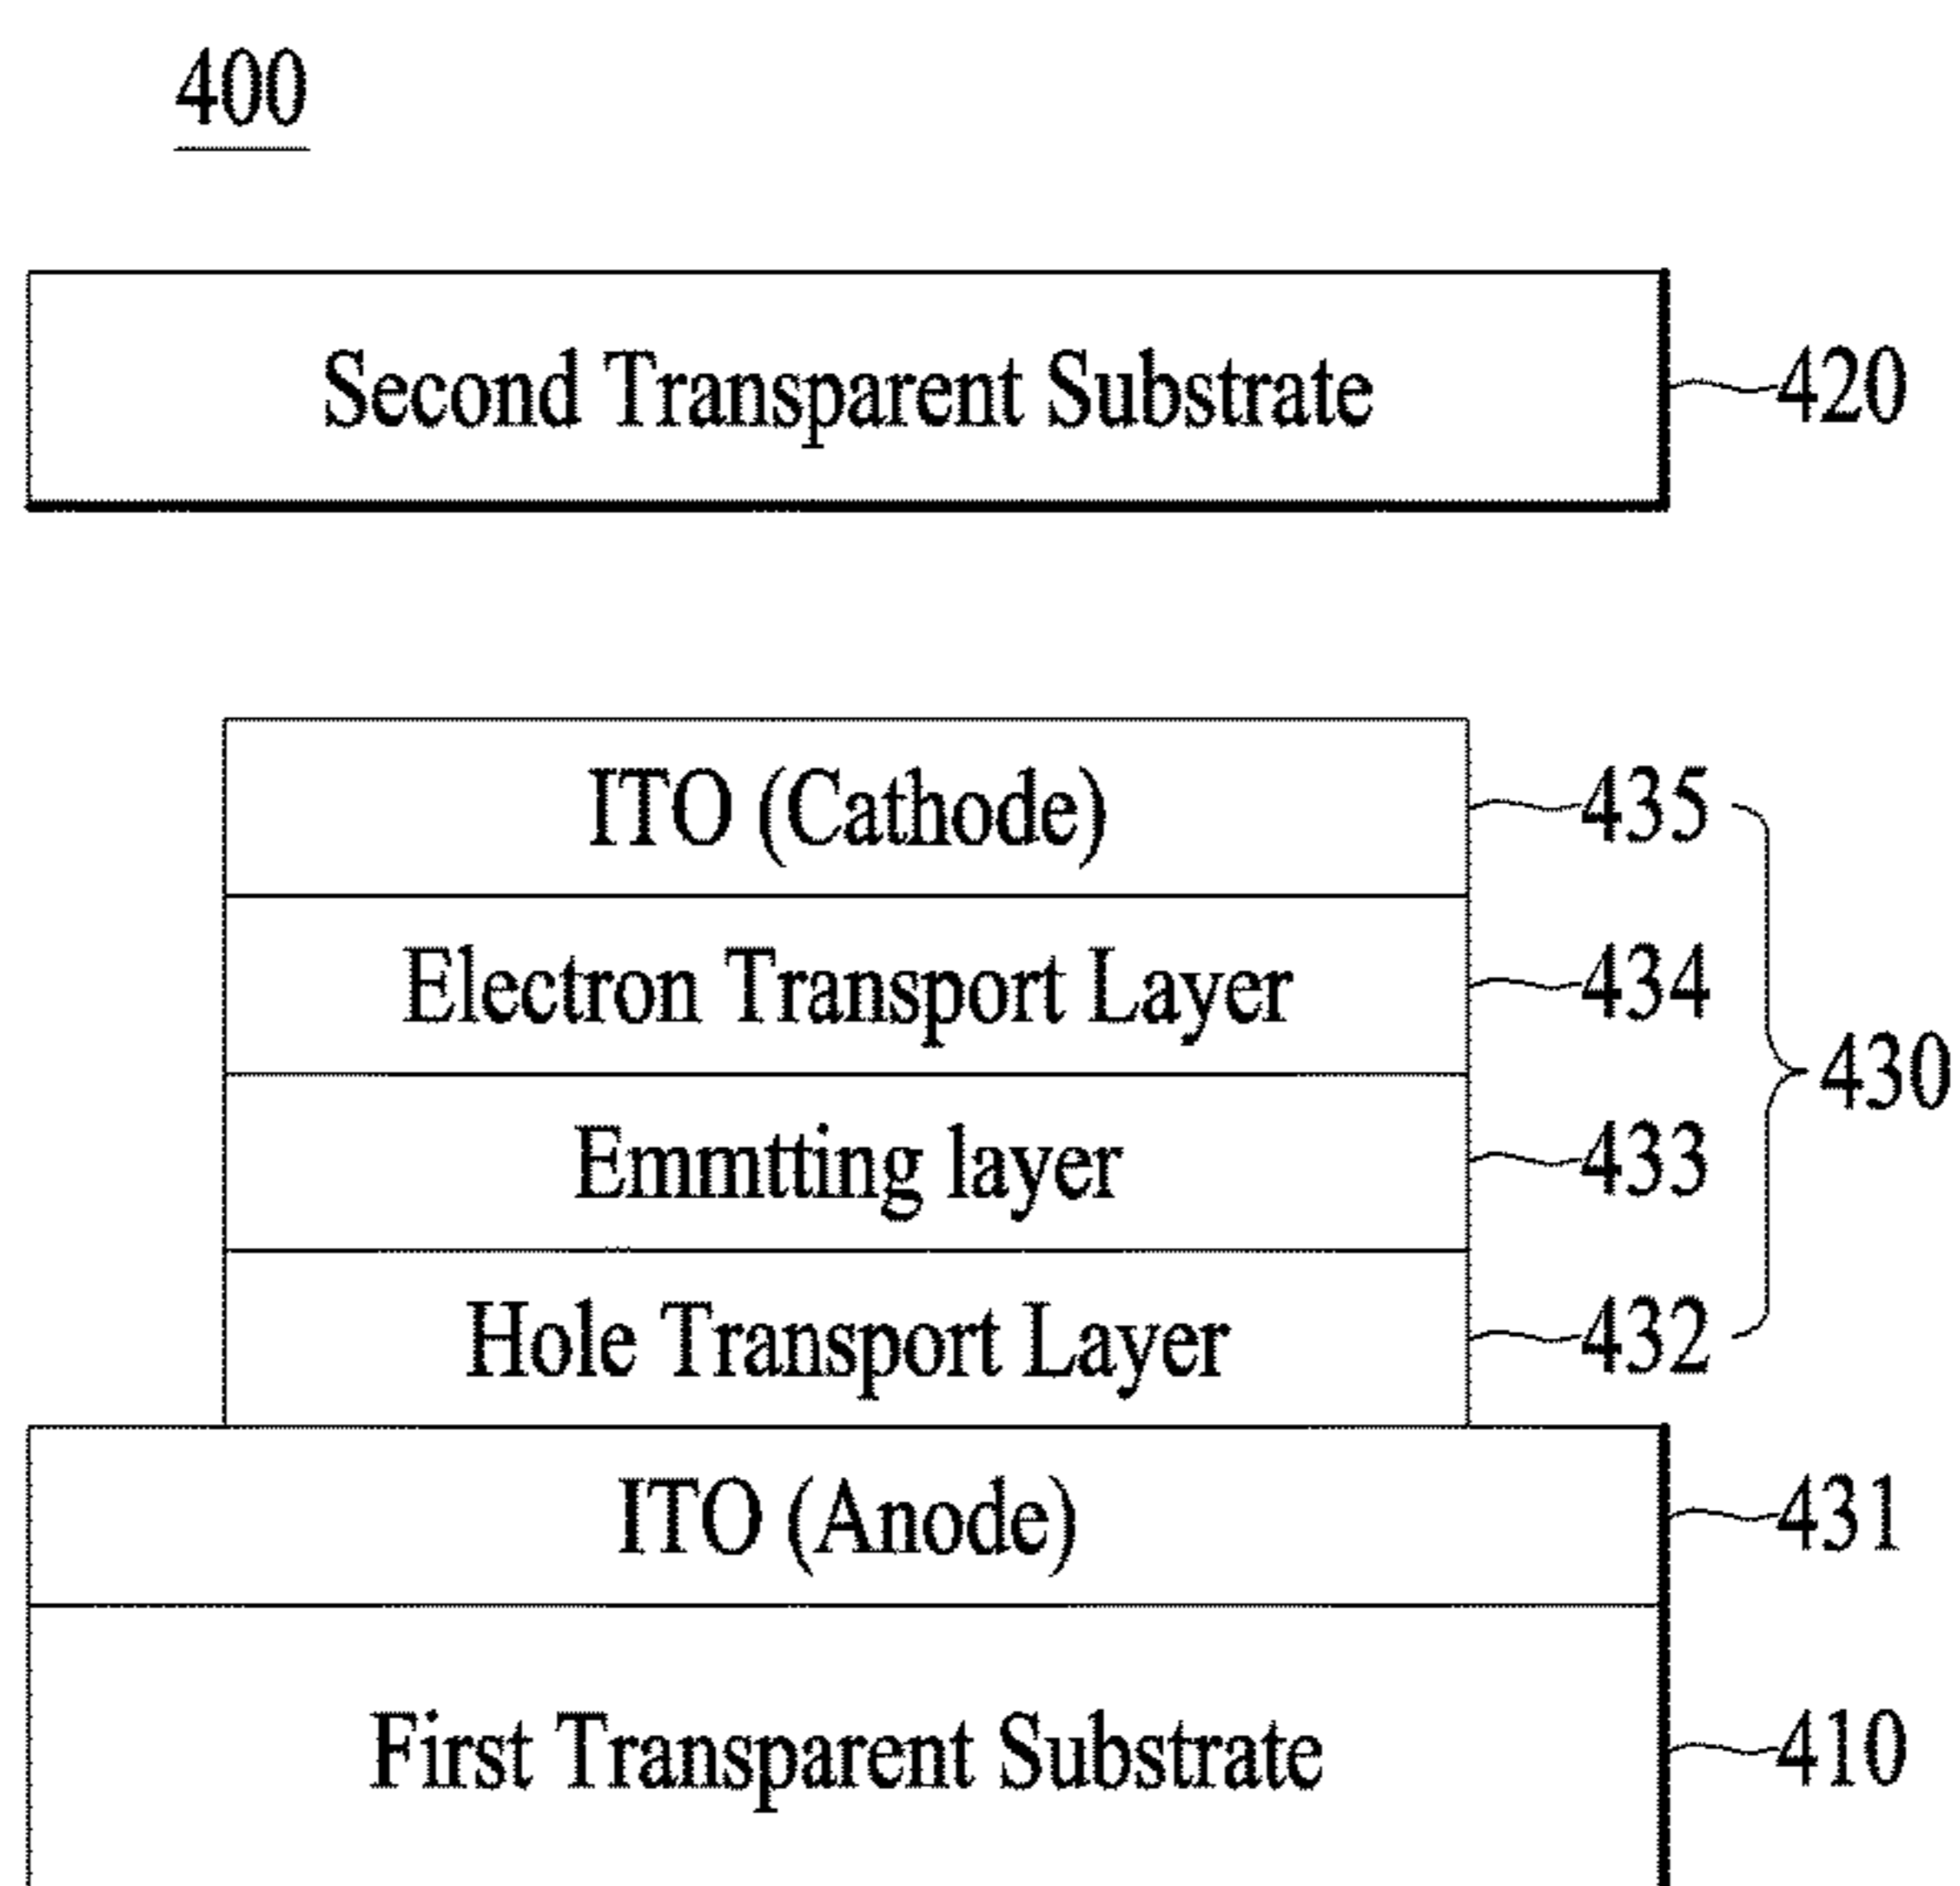 400
Second Transparent Substrate 420
ITO (Cathode) 435
Electron Transport Layer 434
430
Emmtting layer 433
Hole Transport Layer 432
ITO (Anode) 431
First Transparent Substrate 410